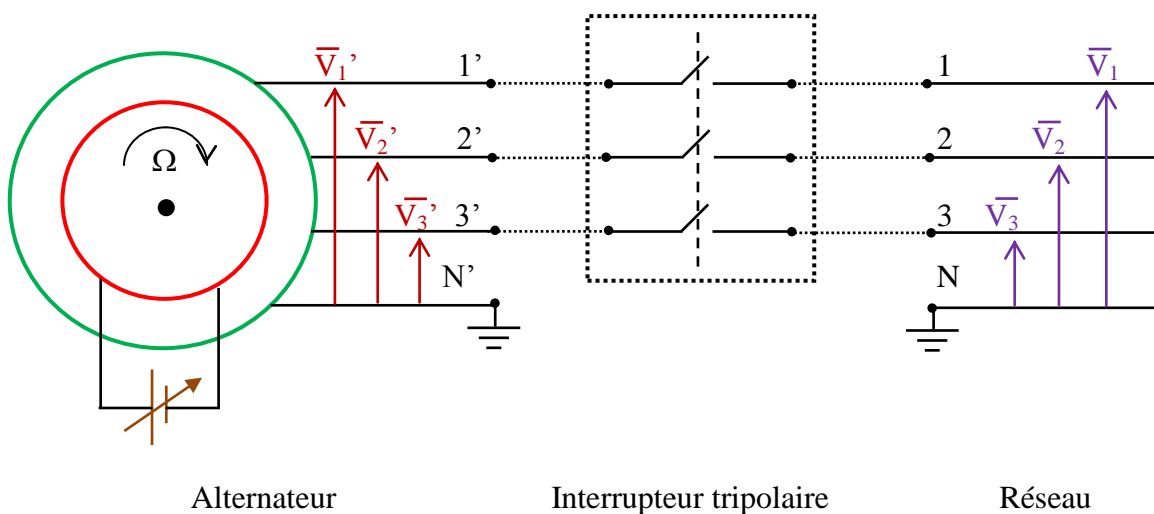 V̅₁’ 1’ 1 V̅₁
Ω V̅₂’ 2’ 2 V̅₂
V̅₃’ 3’ V̅₃ 3
N’ N
Alternateur Interrupteur tripolaire Réseau